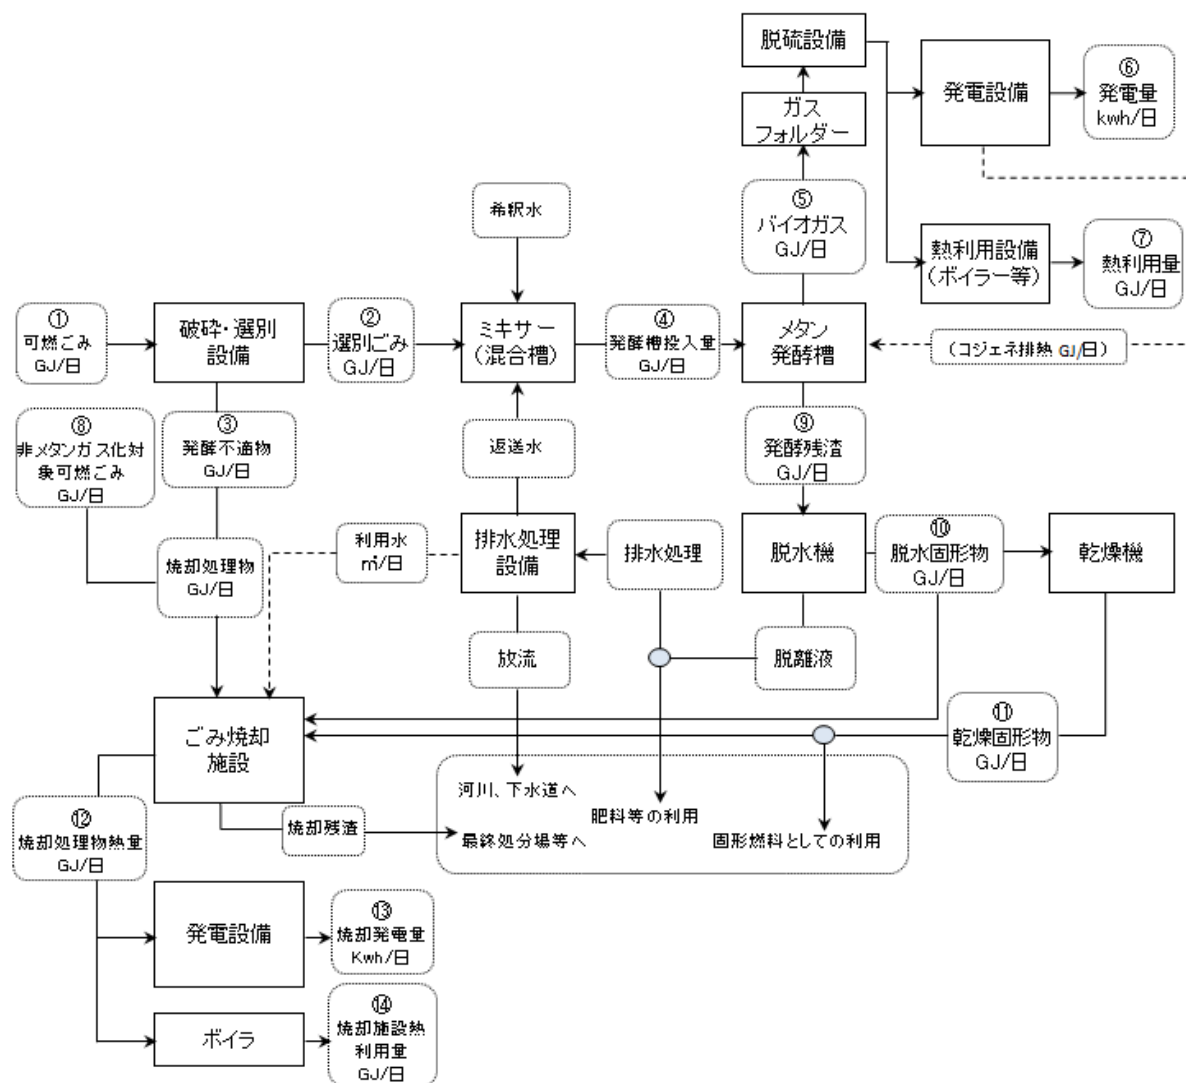 脱硫設備
発電設備
⑥
発電量
kwh/日
ガス
フォルダー
希釈水
⑤
バイオガス
GJ/日
熱利用設備
(ボイラー等)
⑦
熱利用量
GJ/日
①
可燃ごみ
GJ/日
破砕・選別
設備
②
選別ごみ
GJ/日
ミキサー
(混合槽)
④
発酵槽投入量
GJ/日
メタン
発酵槽
(コジェネ排熱 GJ/日)
⑧
非メタンガス化対
象可燃ごみ
GJ/日
③
発酵不適物
GJ/日
返送水
⑨
発酵残渣
GJ/日
焼却処理物
GJ/日
利用水
㎥/日
排水処理
設備
排水処理
脱水機
⑩
脱水固形物
GJ/日
乾燥機
放流
脱離液
ごみ焼却
施設
⑪
乾燥固形物
GJ/日
河川、下水道へ
肥料等の利用
焼却残渣
最終処分場等へ
固形燃料としての利用
⑫
焼却処理物熱量
GJ/日
発電設備
⑬
焼却発電量
Kwh/日
ボイラ
⑭
焼却施設熱
利用量
GJ/日